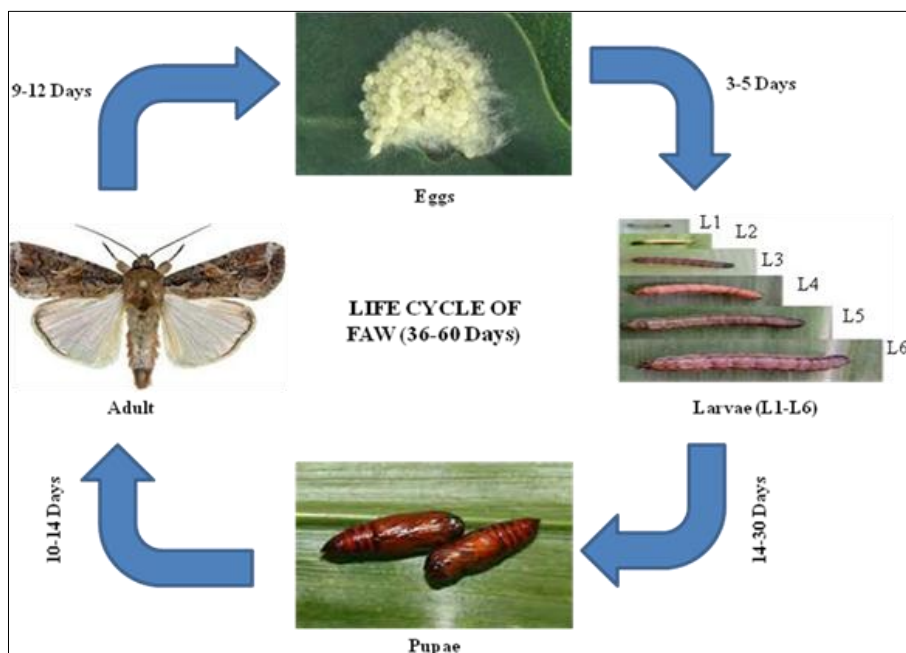 9-12 Days
3-5 Days
Eggs
L1
L2
L3
L4
L5
L6
LIFE CYCLE OF
FAW (36-60 Days)
Adult
Larvae (L1-L6)
10-14 Days
14-30 Days
Pupae